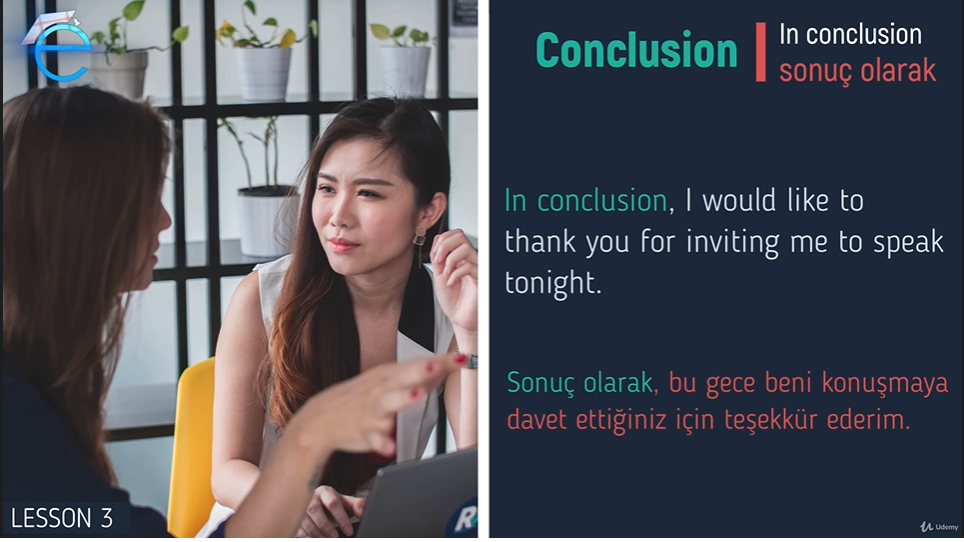 Conclusion
In conclusion
sonuç olarak
In conclusion, I would like to
thank you for inviting me to speak
tonight.
Sonuç olarak, bu gece beni konuşmaya
davet ettiğiniz için teşekkür ederim.
LESSON 3
Udemy